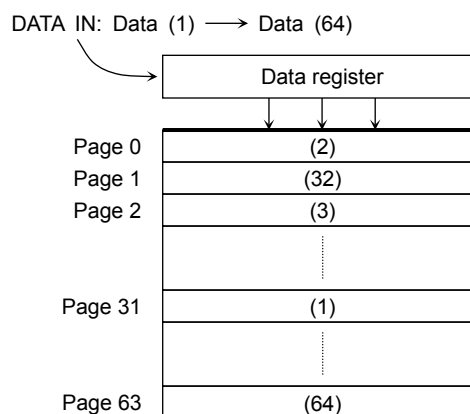 DATA IN: Data (1) → Data (64)
Data register
Page 0 (2)
Page 1 (32)
Page 2 (3)
Page 31 (1)
Page 63 (64)